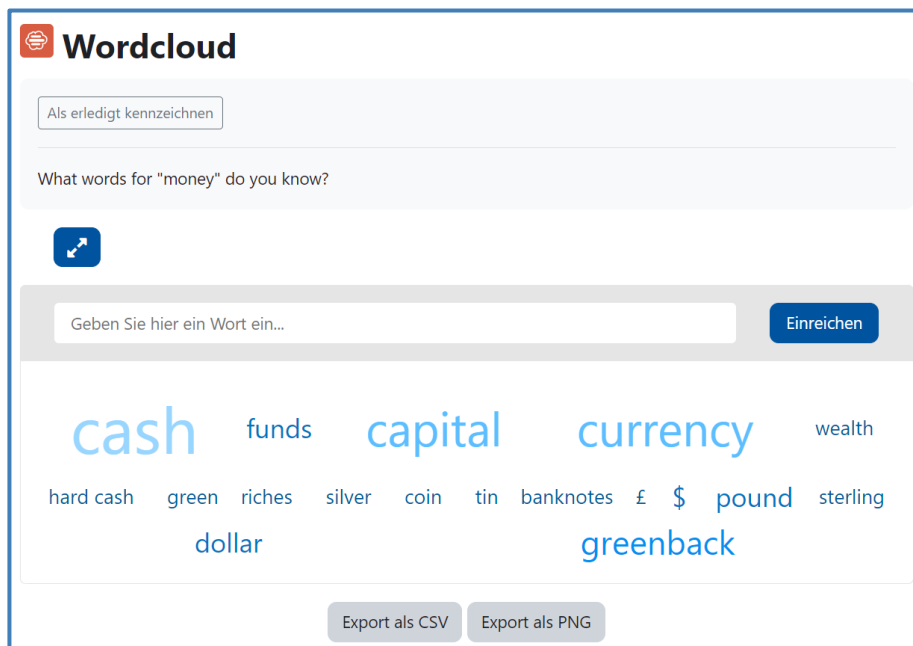 Wordcloud
Als erledigt kennzeichnen
What words for "money" do you know?
Geben Sie hier ein Wort ein... Einreichen
cash funds capital currency wealth
hard cash green riches silver coin tin banknotes £ $ pound sterling
dollar greenback
Export als CSV Export als PNG